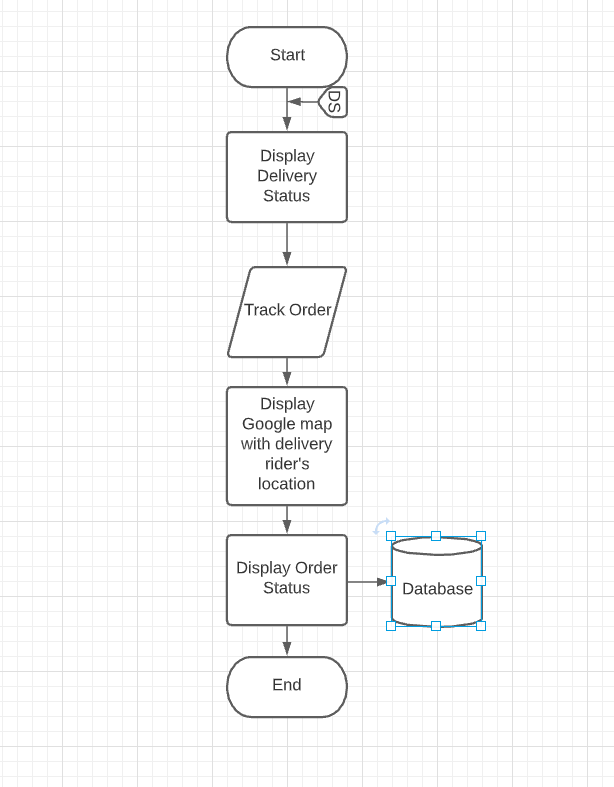 Start
DS
Display
Delivery
Status
Track Order
Display
Google map
with delivery
rider's
location
Display Order
Status
Database
End